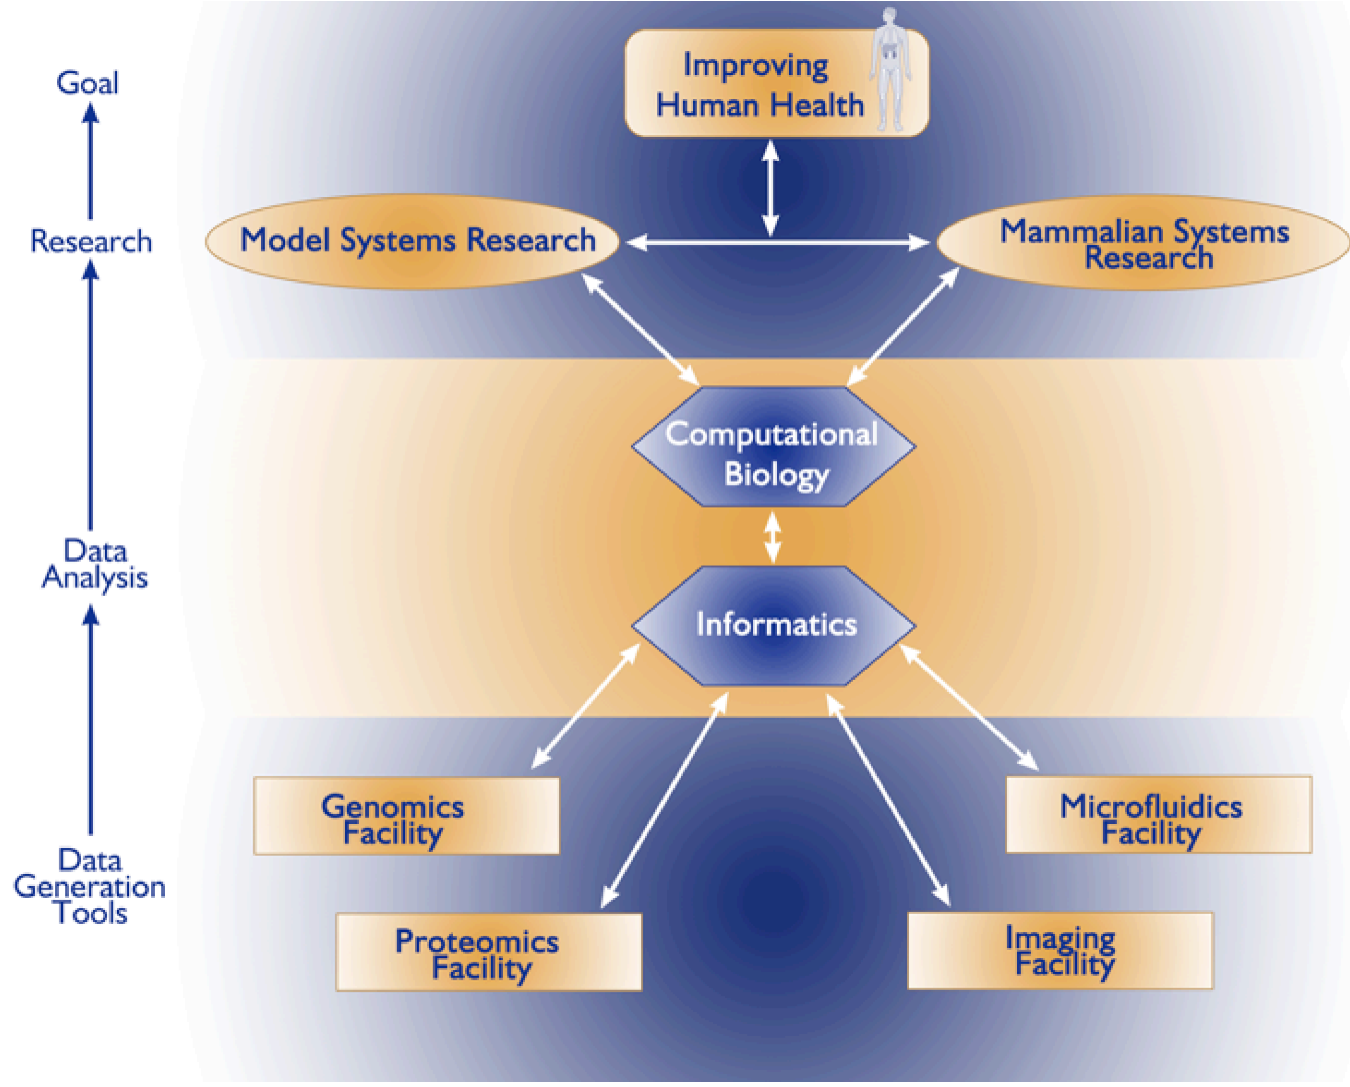 Goal
Improving
Human Health
Research
Model Systems Research
Mammalian Systems
Research
Computational
Biology
Data
Analysis
Informatics
Genomics
Facility
Microfluidics
Facility
Data
Generation
Tools
Proteomics
Facility
Imaging
Facility